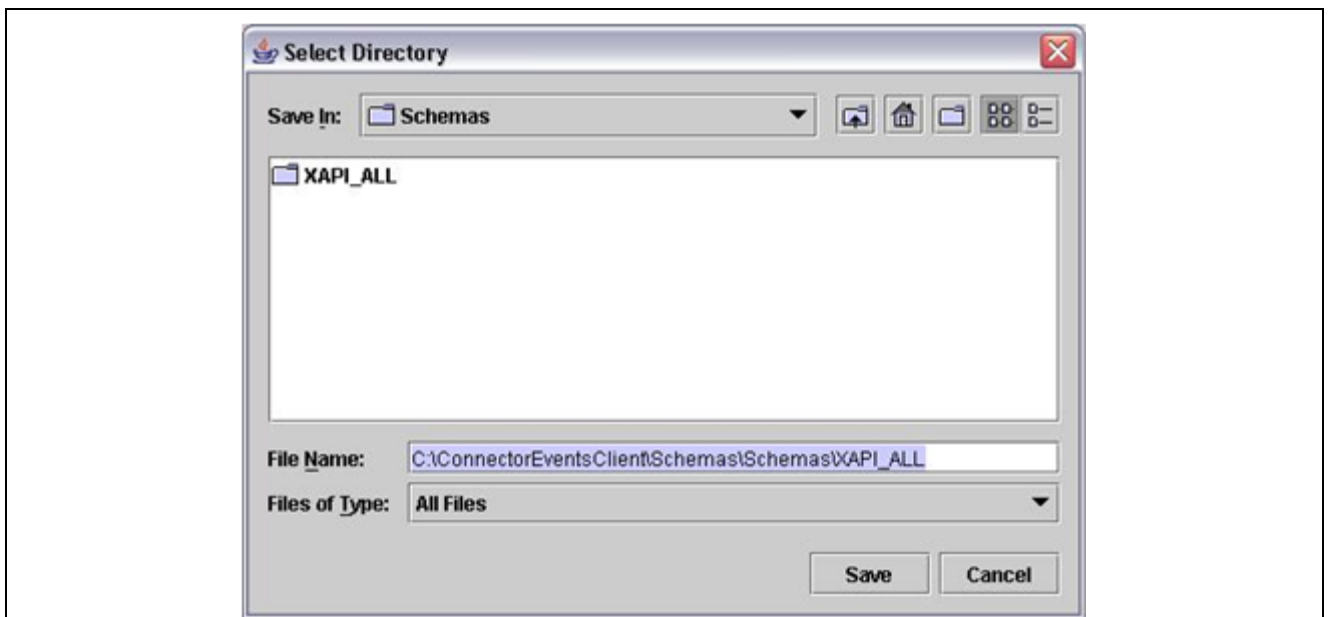 Select Directory
Save In: Schemas
XAPI_ALL
File Name: C:\ConnectorEventsClient\Schemas\Schemas\XAPI_ALL
Files of Type: All Files
Save Cancel